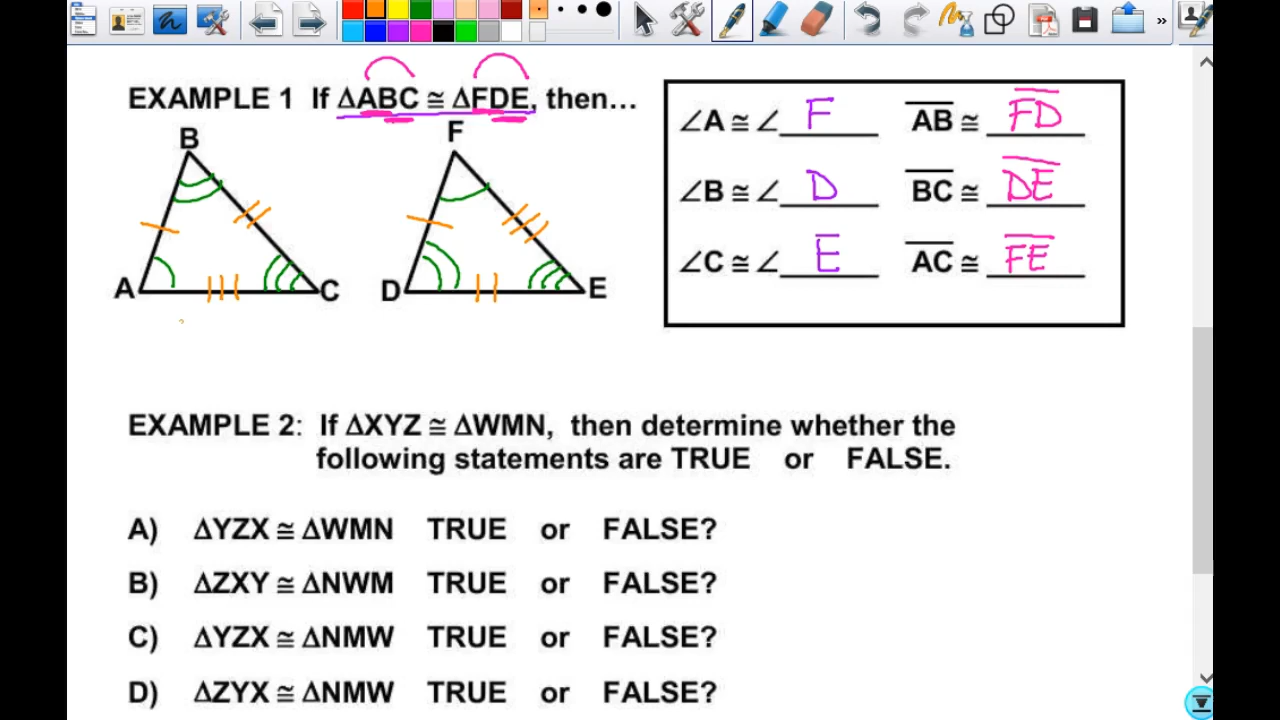 EXAMPLE 1 If ΔABC ≅ ΔFDE, then...
B
A
C
F
D
E
∠A ≅ ∠ F
AB ≅ FD
∠B ≅ ∠ D
BC ≅ DE
∠C ≅ ∠ E
AC ≅ FE
EXAMPLE 2: If ΔXYZ ≅ ΔWMN, then determine whether the
following statements are TRUE or FALSE.
A) ΔYZX ≅ ΔWMN TRUE or FALSE?
B) ΔZXY ≅ ΔNWM TRUE or FALSE?
C) ΔYZX ≅ ΔNMW TRUE or FALSE?
D) ΔZYX ≅ ΔNMW TRUE or FALSE?